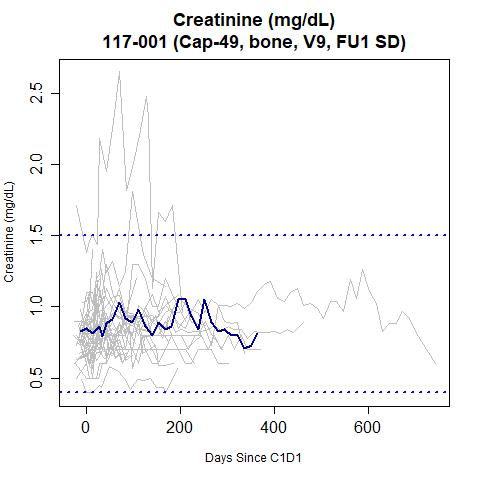 Creatinine (mg/dL)
117-001 (Cap-49, bone, V9, FU1 SD)
Creatinine (mg/dL)
2.5
2.0
1.5
1.0
0.5
0 200 400 600
Days Since C1D1